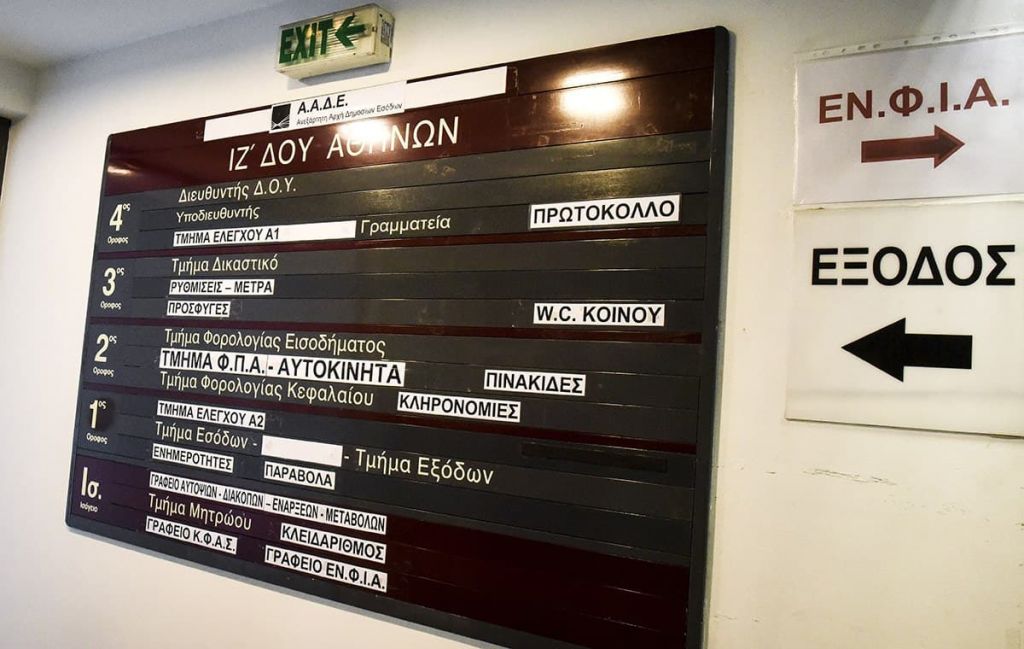 EXIT
Α.Α.Δ.Ε.
Ανεξάρτητη Αρχή Δημοσίων Εσόδων
ΙΖ΄ ΔΟΥ ΑΘΗΝΩΝ
4ος Όροφος
Διευθυντής Δ.Ο.Υ.
Υποδιευθυντής
ΤΜΗΜΑ ΕΛΕΓΧΟΥ Α1 Γραμματεία ΠΡΩΤΟΚΟΛΛΟ
3ος Όροφος
Τμήμα Δικαστικό
ΡΥΘΜΙΣΕΙΣ – ΜΕΤΡΑ
ΠΡΟΣΦΥΓΕΣ W.C. ΚΟΙΝΟΥ
2ος Όροφος
Τμήμα Φορολογίας Εισοδήματος
ΤΜΗΜΑ Φ.Π.Α. - ΑΥΤΟΚΙΝΗΤΑ ΠΙΝΑΚΙΔΕΣ
Τμήμα Φορολογίας Κεφαλαίου ΚΛΗΡΟΝΟΜΙΕΣ
1ος Όροφος
ΤΜΗΜΑ ΕΛΕΓΧΟΥ Α2
Τμήμα Εσόδων - - Τμήμα Εξόδων
ΕΝΗΜΕΡΟΤΗΤΕΣ ΠΑΡΑΒΟΛΑ
Ισ. Ισόγειο
ΓΡΑΦΕΙΟ ΑΥΤΟΨΙΩΝ - ΔΙΑΚΟΠΩΝ – ΕΝΑΡΞΕΩΝ - ΜΕΤΑΒΟΛΩΝ
Τμήμα Μητρώου ΚΛΕΙΔΑΡΙΘΜΟΣ
ΓΡΑΦΕΙΟ Κ.Φ.Α.Σ. ΓΡΑΦΕΙΟ ΕΝ.Φ.Ι.Α.
ΕΝ.Φ.Ι.Α.
ΕΞΟΔΟΣ